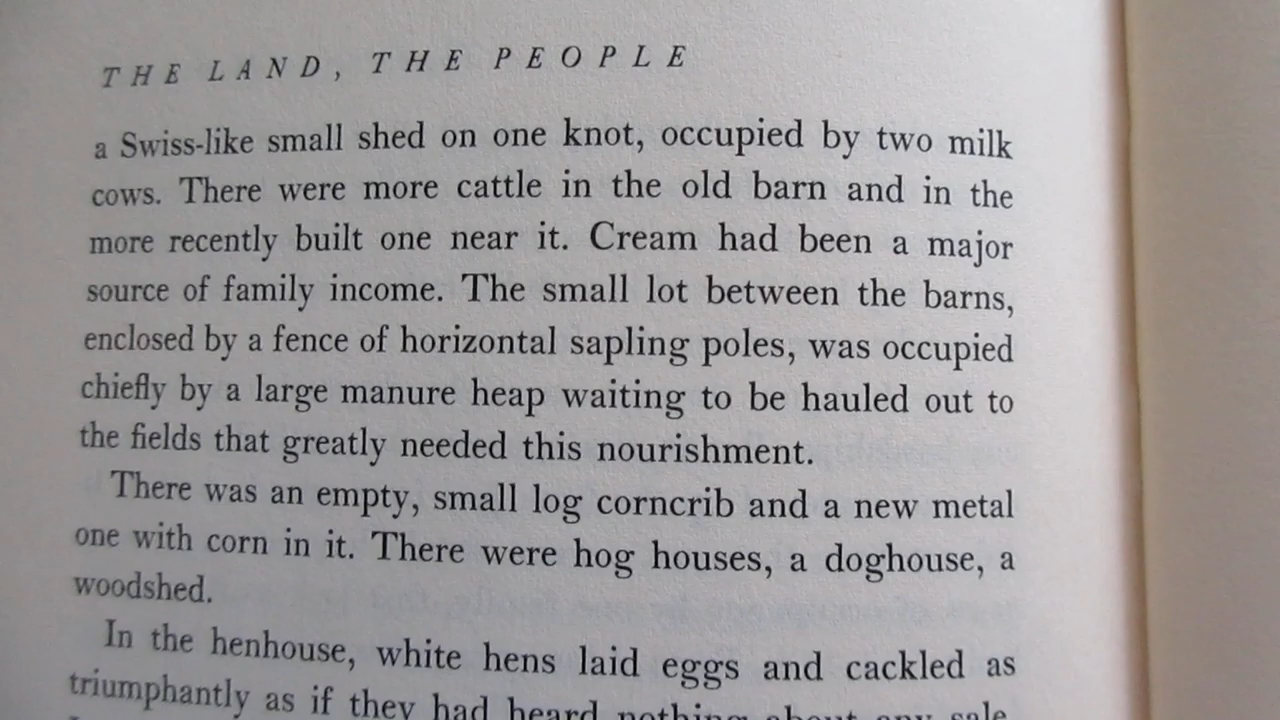 THE LAND, THE PEOPLE
a Swiss-like small shed on one knot, occupied by two milk
cows. There were more cattle in the old barn and in the
more recently built one near it. Cream had been a major
source of family income. The small lot between the barns,
enclosed by a fence of horizontal sapling poles, was occupied
chiefly by a large manure heap waiting to be hauled out to
the fields that greatly needed this nourishment.
There was an empty, small log corncrib and a new metal
one with corn in it. There were hog houses, a doghouse, a
woodshed.
In the henhouse, white hens laid eggs and cackled as
triumphantly as if they had heard nothing about any sale.